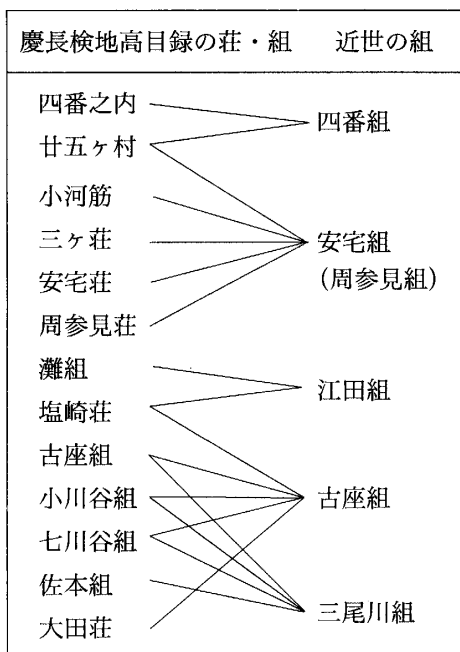 慶長検地高目録の荘・組　近世の組
四番之内
廿五ヶ村
小河筋
三ヶ荘
安宅荘
周参見荘
灘組
塩崎荘
古座組
小川谷組
七川谷組
佐本組
大田荘
四番組
安宅組
(周参見組)
江田組
古座組
三尾川組